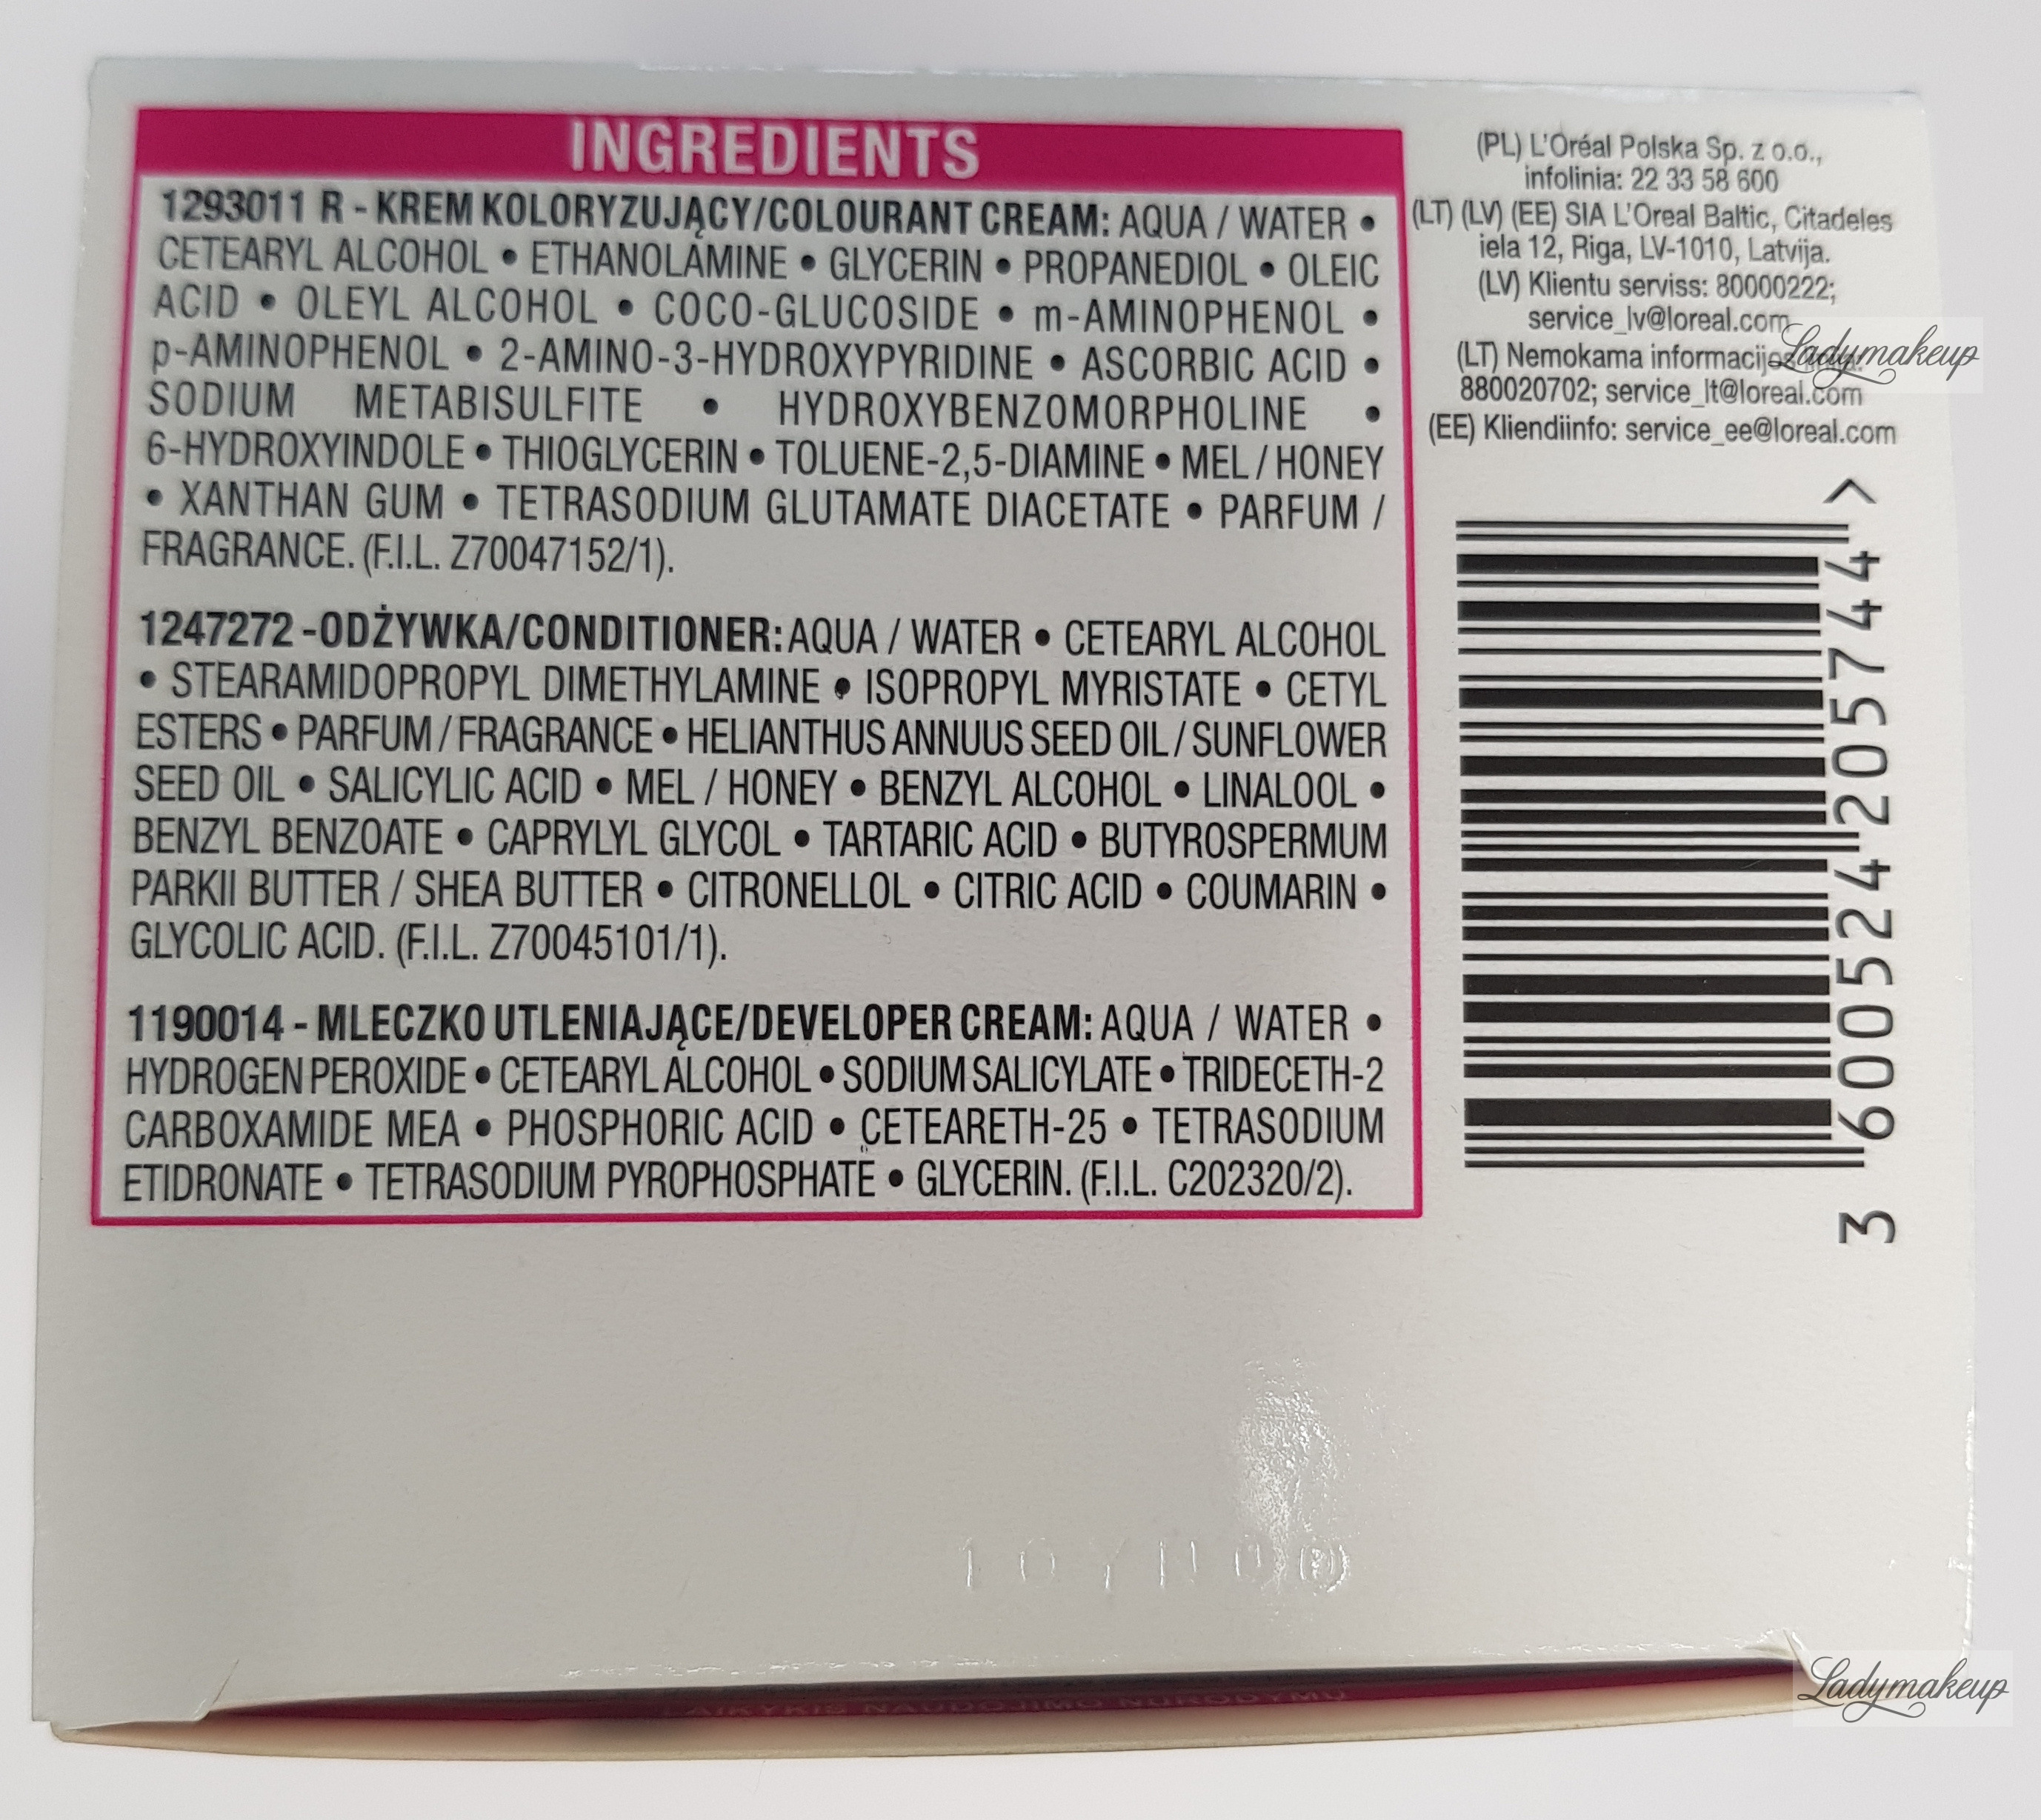 INGREDIENTS
1293011 R - KREM KOLORYZUJĄCY/COLOURANT CREAM: AQUA / WATER •
CETEARYL ALCOHOL • ETHANOLAMINE • GLYCERIN • PROPANEDIOL • OLEIC
ACID • OLEYL ALCOHOL • COCO-GLUCOSIDE • m-AMINOPHENOL •
p-AMINOPHENOL • 2-AMINO-3-HYDROXYPYRIDINE • ASCORBIC ACID •
SODIUM METABISULFITE • HYDROXYBENZOMORPHOLINE •
6-HYDROXYINDOLE • THIOGLYCERIN • TOLUENE-2,5-DIAMINE • MEL / HONEY
• XANTHAN GUM • TETRASODIUM GLUTAMATE DIACETATE • PARFUM /
FRAGRANCE. (F.I.L. Z70047152/1).
1247272 -ODŻYWKA/CONDITIONER: AQUA / WATER • CETEARYL ALCOHOL
• STEARAMIDOPROPYL DIMETHYLAMINE • ISOPROPYL MYRISTATE • CETYL
ESTERS • PARFUM / FRAGRANCE • HELIANTHUS ANNUUS SEED OIL / SUNFLOWER
SEED OIL • SALICYLIC ACID • MEL / HONEY • BENZYL ALCOHOL • LINALOOL •
BENZYL BENZOATE • CAPRYLYL GLYCOL • TARTARIC ACID • BUTYROSPERMUM
PARKII BUTTER / SHEA BUTTER • CITRONELLOL • CITRIC ACID • COUMARIN •
GLYCOLIC ACID. (F.I.L. Z70045101/1).
1190014 - MLECZKO UTLENIAJĄCE/DEVELOPER CREAM: AQUA / WATER •
HYDROGEN PEROXIDE • CETEARYL ALCOHOL • SODIUM SALICYLATE • TRIDECETH-2
CARBOXAMIDE MEA • PHOSPHORIC ACID • CETEARETH-25 • TETRASODIUM
ETIDRONATE • TETRASODIUM PYROPHOSPHATE • GLYCERIN. (F.I.L. C202320/2).
(PL) L'Oréal Polska Sp. z o.o.,
infolinia: 22 33 58 600
(LT) (LV) (EE) SIA L'Oreal Baltic, Citadeles
iela 12, Riga, LV-1010, Latvija.
(LV) Klientu serviss: 80000222;
service_lv@loreal.com
(LT) Nemokama informacijos
880020702; service_lt@loreal.com
(EE) Kliendiinfo: service_ee@loreal.com
3 600524 205744 >
Ladymakeup
LAIKYKIS NAUDOJIMO NURODYMŲ
Ladymakeup